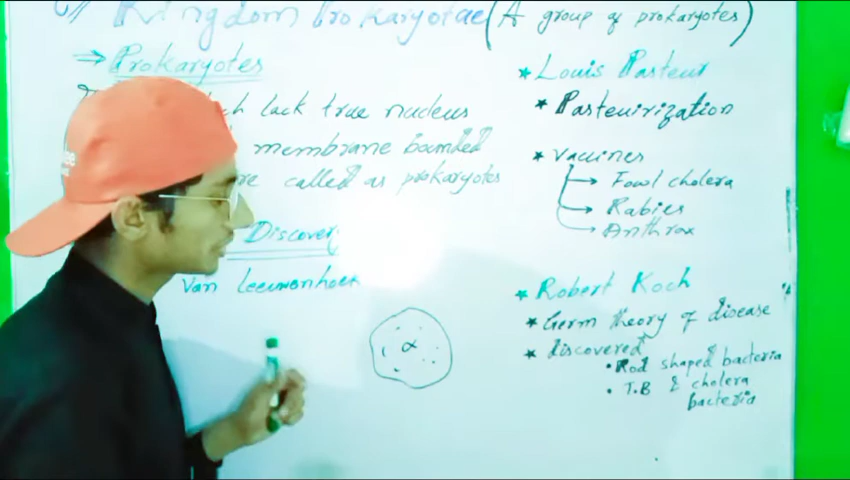 Kingdom Prokaryotae (A group of prokaryotes)
⇒ Prokaryotes
lack true nucleus
membrane bounded
called as prokaryotes
Discovery
Van Leeuwenhoek
* Louis Pasteur
* Pasteurization
* Vaccines
→ Fowl cholera
→ Rabies
→ Anthrax
* Robert Koch
* Germ theory of disease
* discovered
• Rod shaped bacteria
• T.B & cholera
bacteria